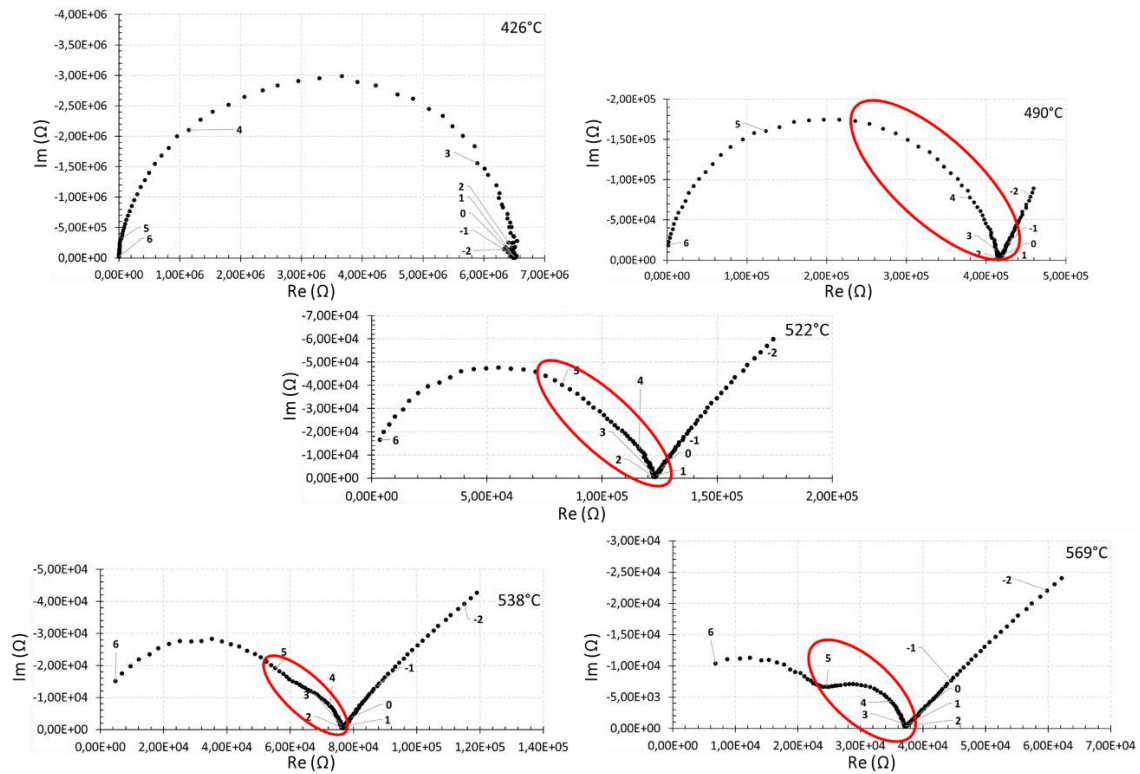 426°C
Im (Ω)
-4,00E+06
-3,50E+06
-3,00E+06
-2,50E+06
-2,00E+06
-1,50E+06
-1,00E+06
-5,00E+05
0,00E+00
4
3
2
1
0
-1
-2
5
6
0,00E+00 1,00E+06 2,00E+06 3,00E+06 4,00E+06 5,00E+06 6,00E+06 7,00E+06
Re (Ω)
490°C
Im (Ω)
-2,00E+05
-1,50E+05
-1,00E+05
-5,00E+04
0,00E+00
5
4
-2
3
-1
6
0
2
1
0,00E+00 1,00E+05 2,00E+05 3,00E+05 4,00E+05 5,00E+05
Re (Ω)
522°C
Im (Ω)
-7,00E+04
-6,00E+04
-5,00E+04
-4,00E+04
-3,00E+04
-2,00E+04
-1,00E+04
0,00E+00
-2
5
4
3
6
-1
2
0
1
0,00E+00 5,00E+04 1,00E+05 1,50E+05 2,00E+05
Re (Ω)
538°C
Im (Ω)
-5,00E+04
-4,00E+04
-3,00E+04
-2,00E+04
-1,00E+04
0,00E+00
6
5
4
-2
-1
3
0
2
1
0,00E+00 2,00E+04 4,00E+04 6,00E+04 8,00E+04 1,00E+05 1,20E+05 1,40E+05
Re (Ω)
569°C
Im (Ω)
-3,00E+04
-2,50E+04
-2,00E+04
-1,50E+04
-1,00E+04
-5,00E+03
0,00E+00
-2
6
-1
5
0
4
1
3
2
0,00E+00 1,00E+04 2,00E+04 3,00E+04 4,00E+04 5,00E+04 6,00E+04 7,00E+04
Re (Ω)